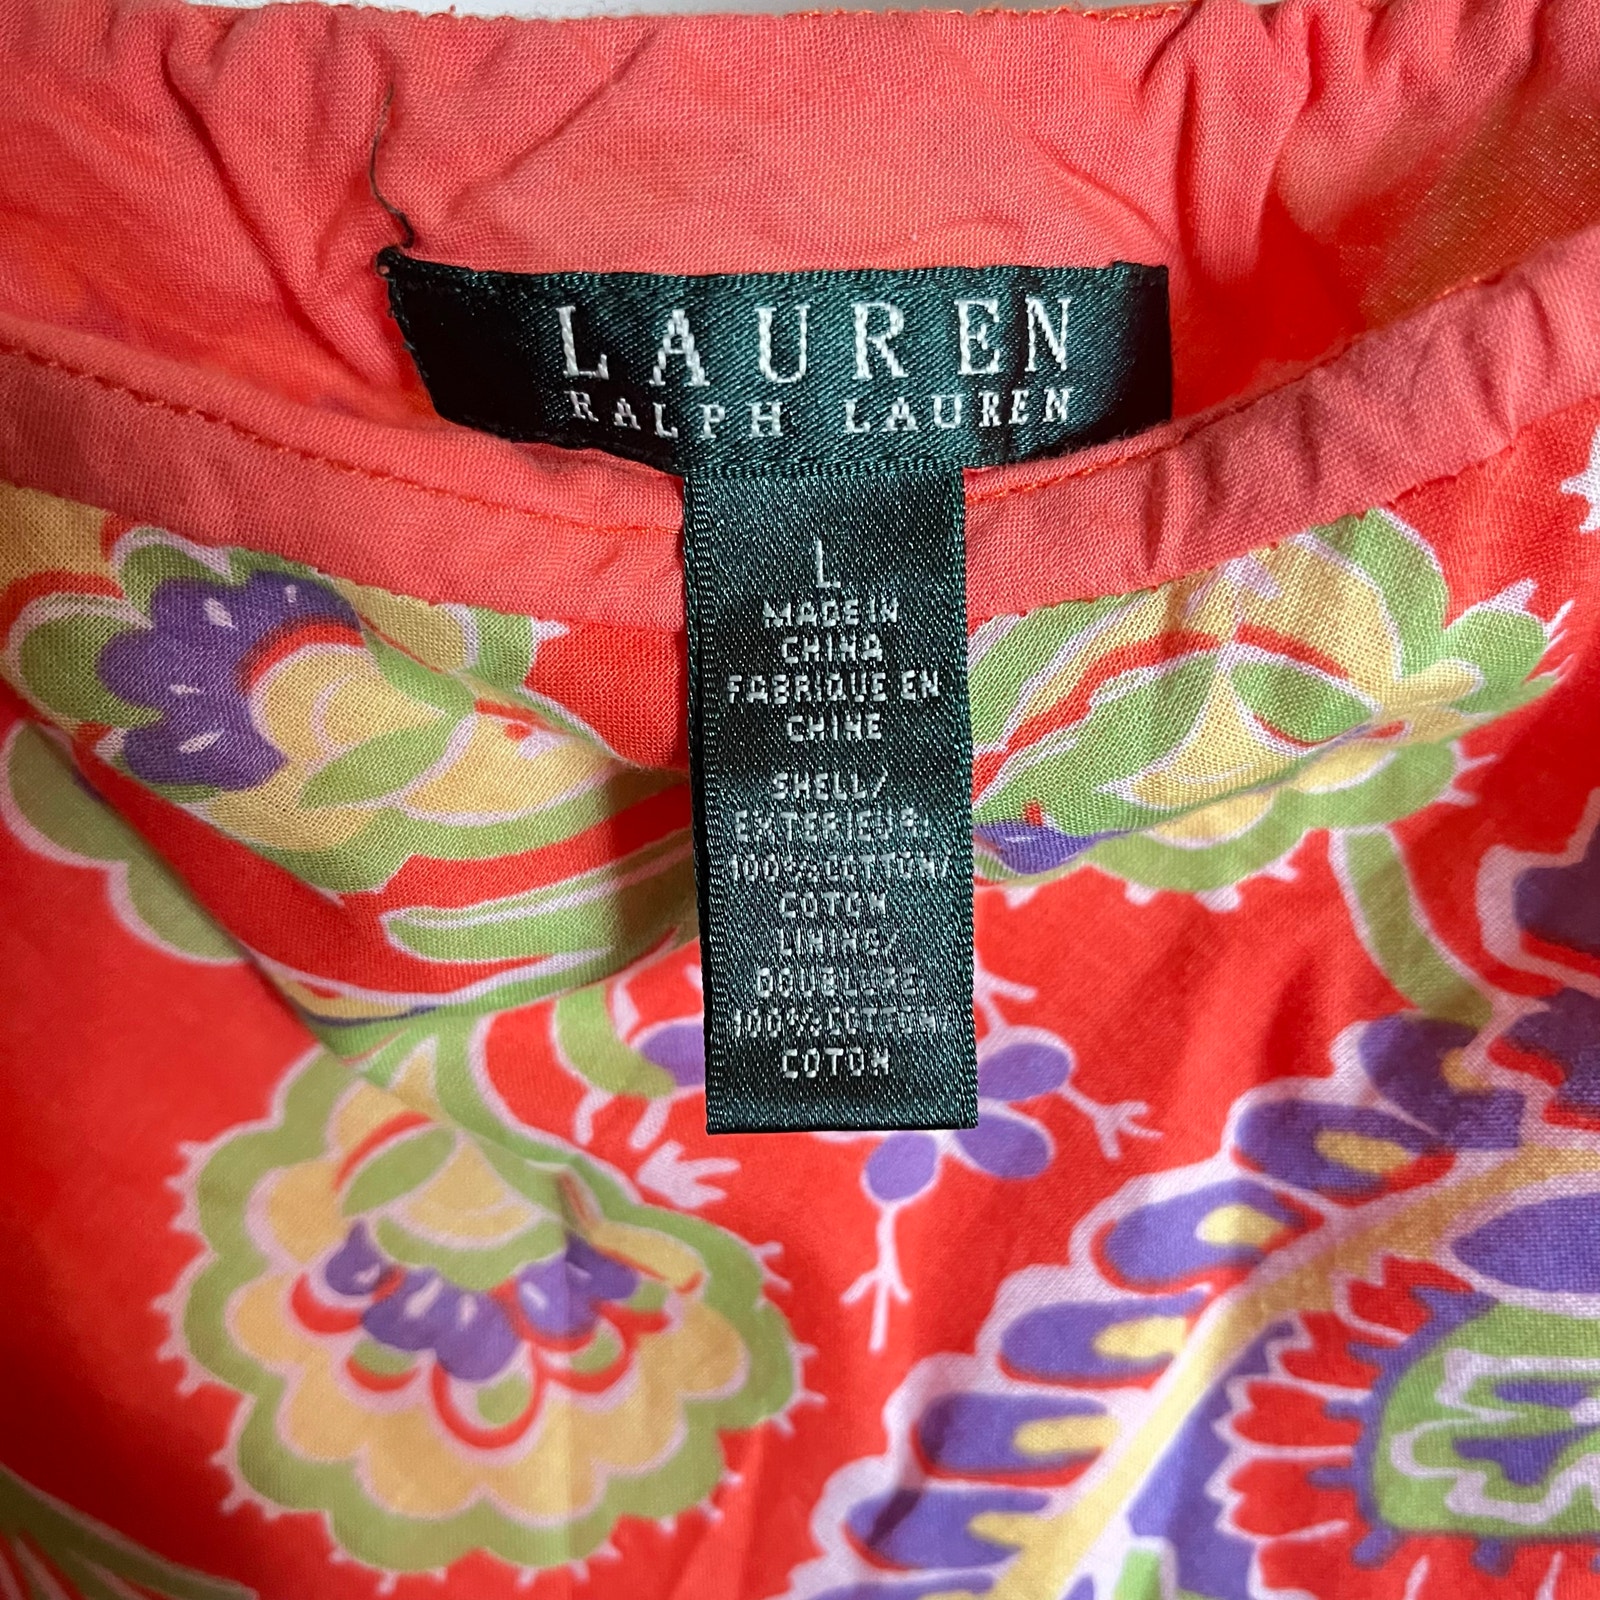 LAUREN
RALPH LAUREN
L
MADE IN
CHINA
FABRIQUE EN
CHINE
SHELL/
EXTERIEUR:
100% COTTON/
COTON
LINING/
DOUBLURE:
100% COTTON/
COTON